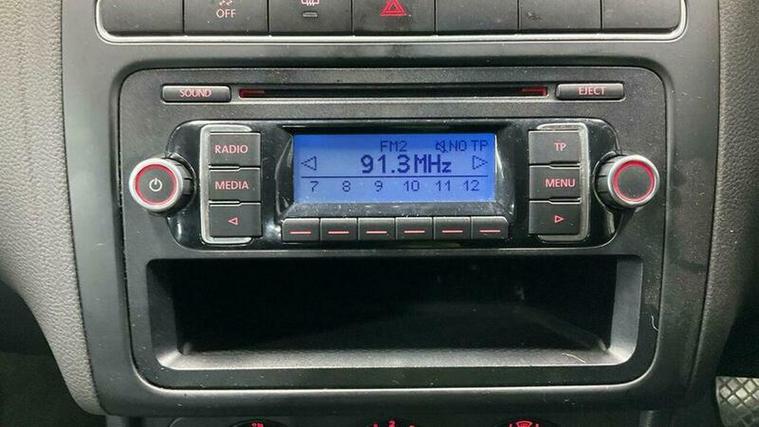 OFF
SOUND
EJECT
RADIO
MEDIA
FM2 NO TP
91.3MHz
7 8 9 10 11 12
TP
MENU